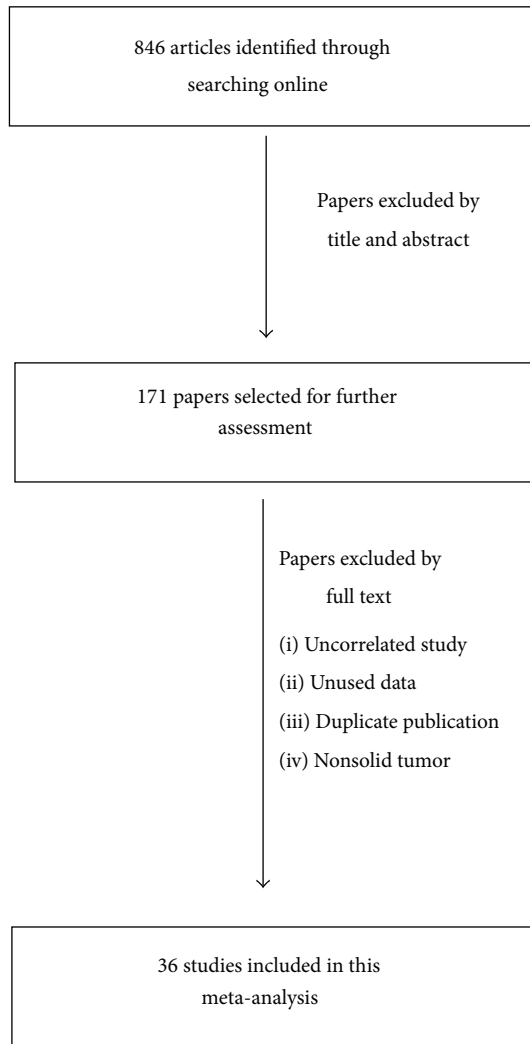 846 articles identified through
searching online
Papers excluded by
title and abstract
171 papers selected for further
assessment
Papers excluded by
full text
(i) Uncorrelated study
(ii) Unused data
(iii) Duplicate publication
(iv) Nonsolid tumor
36 studies included in this
meta-analysis